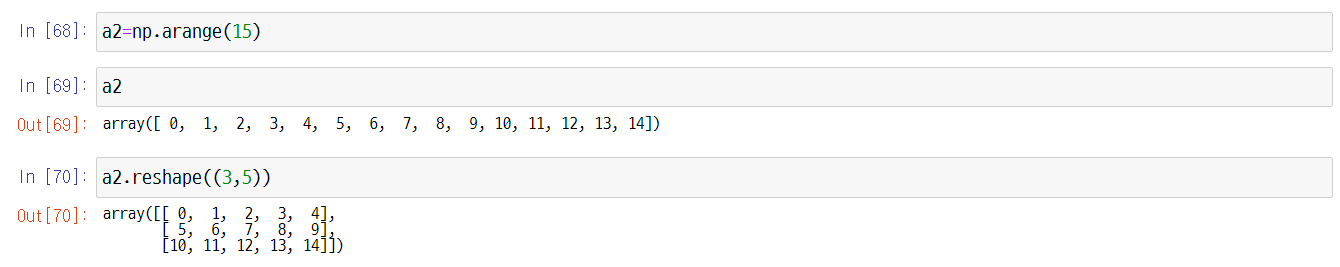 In [68]: a2=np.arange(15)
In [69]: a2
Out[69]: array([ 0,  1,  2,  3,  4,  5,  6,  7,  8,  9, 10, 11, 12, 13, 14])
In [70]: a2.reshape((3,5))
Out[70]: array([[ 0,  1,  2,  3,  4],
[ 5,  6,  7,  8,  9],
[10, 11, 12, 13, 14]])